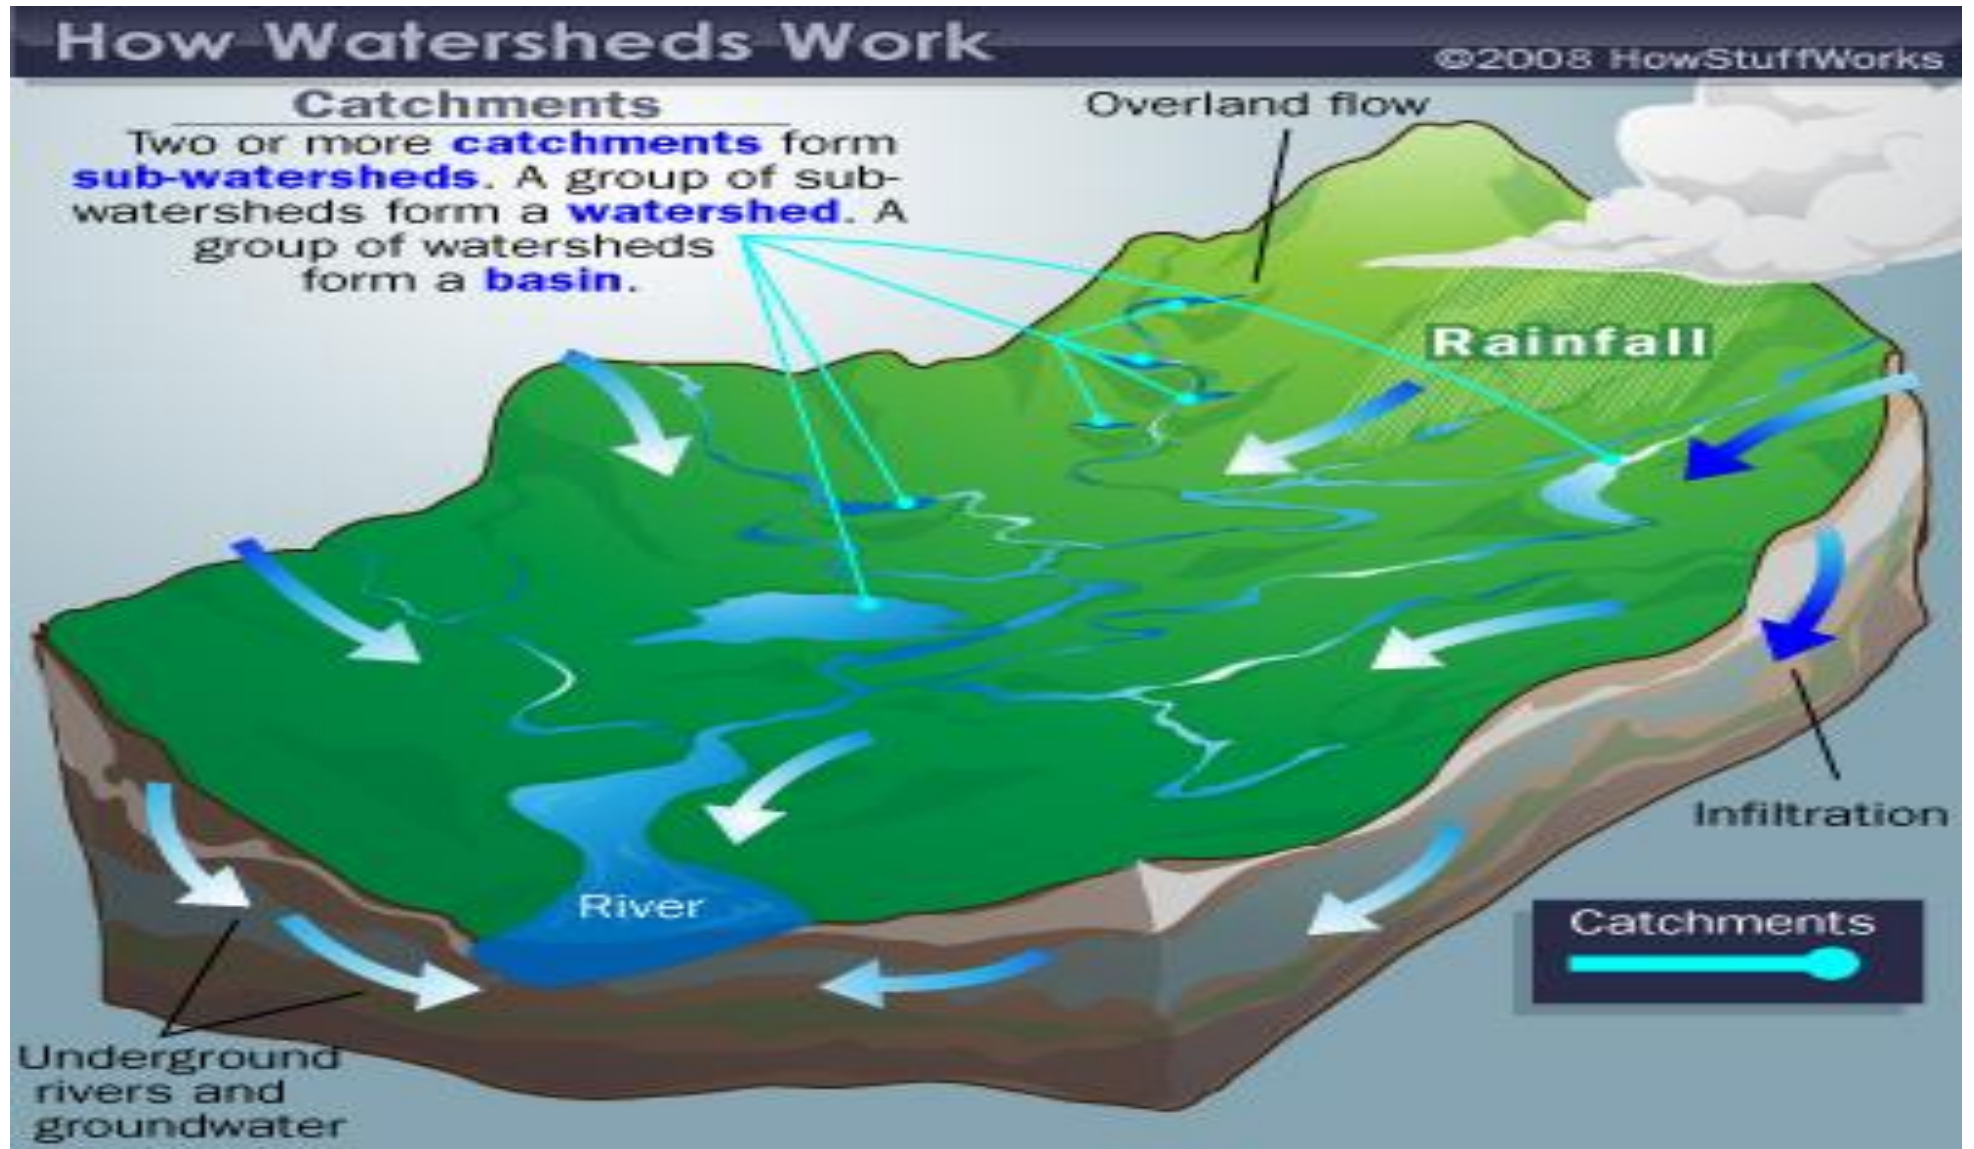 How Watersheds Work
©2008 HowStuffWorks
Catchments
Two or more catchments form
sub-watersheds. A group of sub-
watersheds form a watershed. A
group of watersheds
form a basin.
Overland flow
Rainfall
Infiltration
River
Catchments
Underground
rivers and
groundwater